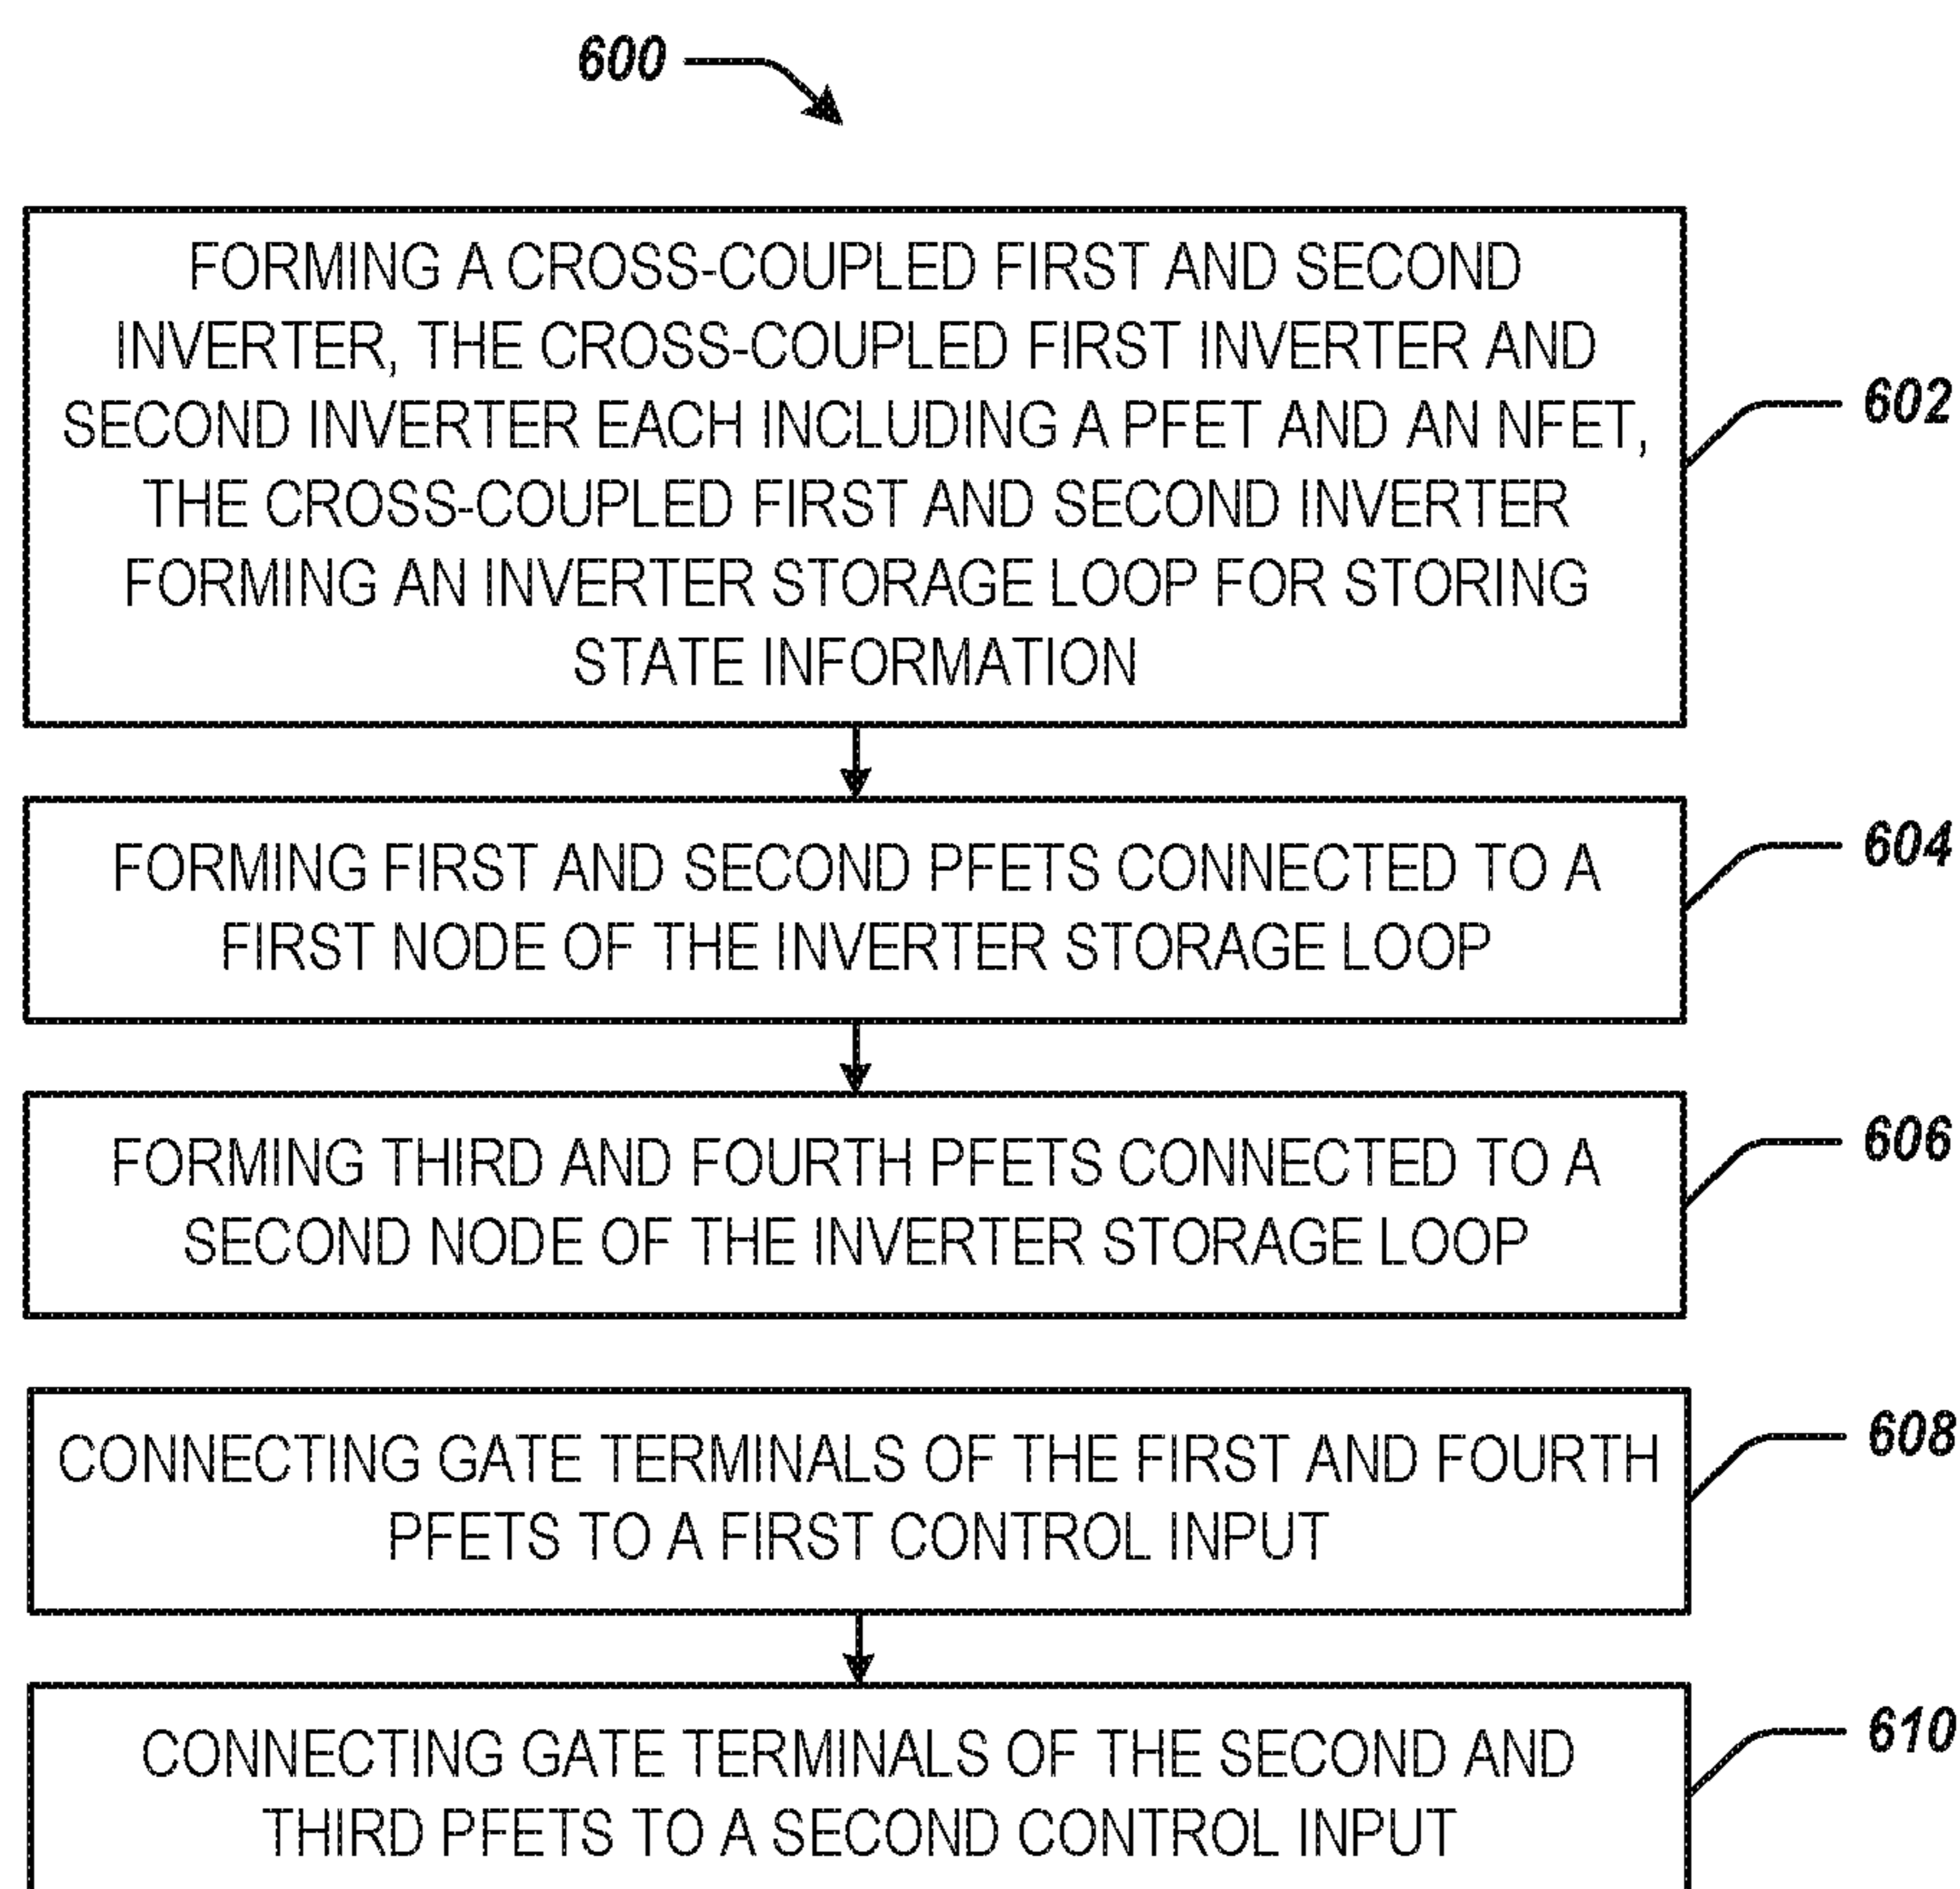 600
FORMING A CROSS-COUPLED FIRST AND SECOND
INVERTER, THE CROSS-COUPLED FIRST INVERTER AND
SECOND INVERTER EACH INCLUDING A PFET AND AN NFET,
THE CROSS-COUPLED FIRST AND SECOND INVERTER
FORMING AN INVERTER STORAGE LOOP FOR STORING
STATE INFORMATION
602
FORMING FIRST AND SECOND PFETS CONNECTED TO A
FIRST NODE OF THE INVERTER STORAGE LOOP
604
FORMING THIRD AND FOURTH PFETS CONNECTED TO A
SECOND NODE OF THE INVERTER STORAGE LOOP
606
CONNECTING GATE TERMINALS OF THE FIRST AND FOURTH
PFETS TO A FIRST CONTROL INPUT
608
CONNECTING GATE TERMINALS OF THE SECOND AND
THIRD PFETS TO A SECOND CONTROL INPUT
610